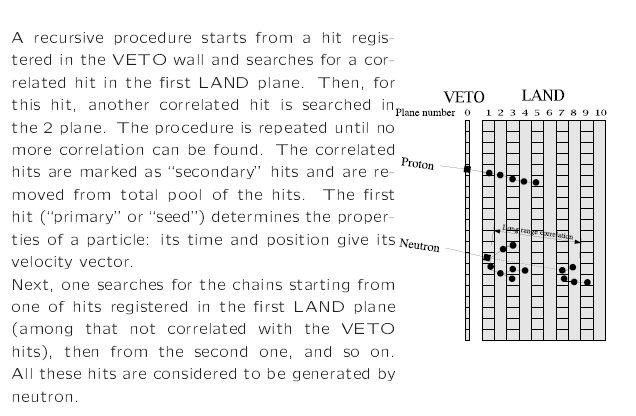 A recursive procedure starts from a hit regis-
tered in the VETO wall and searches for a cor-
related hit in the first LAND plane. Then, for
this hit, another correlated hit is searched in
the 2 plane. The procedure is repeated until no
more correlation can be found. The correlated
hits are marked as “secondary” hits and are re-
moved from total pool of the hits. The first
hit (“primary” or “seed”) determines the proper-
ties of a particle: its time and position give its
velocity vector.
Next, one searches for the chains starting from
one of hits registered in the first LAND plane
(among that not correlated with the VETO
hits), then from the second one, and so on.
All these hits are considered to be generated by
neutron.
VETO LAND
Plane number 0 1 2 3 4 5 6 7 8 9 10
Proton
Long range correlation
Neutron